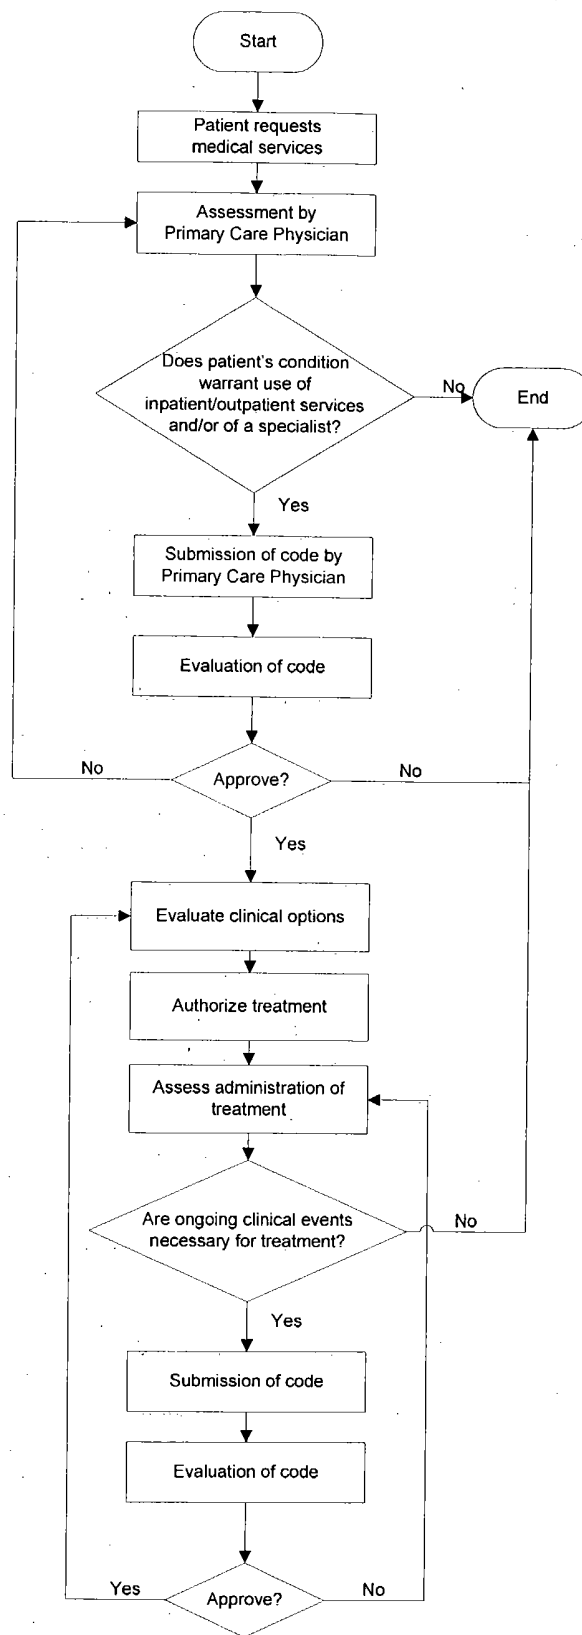 Start
Patient requests
medical services
Assessment by
Primary Care Physician
Does patient's condition
warrant use of
inpatient/outpatient services
and/or of a specialist?
No
End
Yes
Submission of code by
Primary Care Physician
Evaluation of code
No
Approve?
No
Yes
Evaluate clinical options
Authorize treatment
Assess administration of
treatment
Are ongoing clinical events
necessary for treatment?
No
Yes
Submission of code
Evaluation of code
Yes
Approve?
No